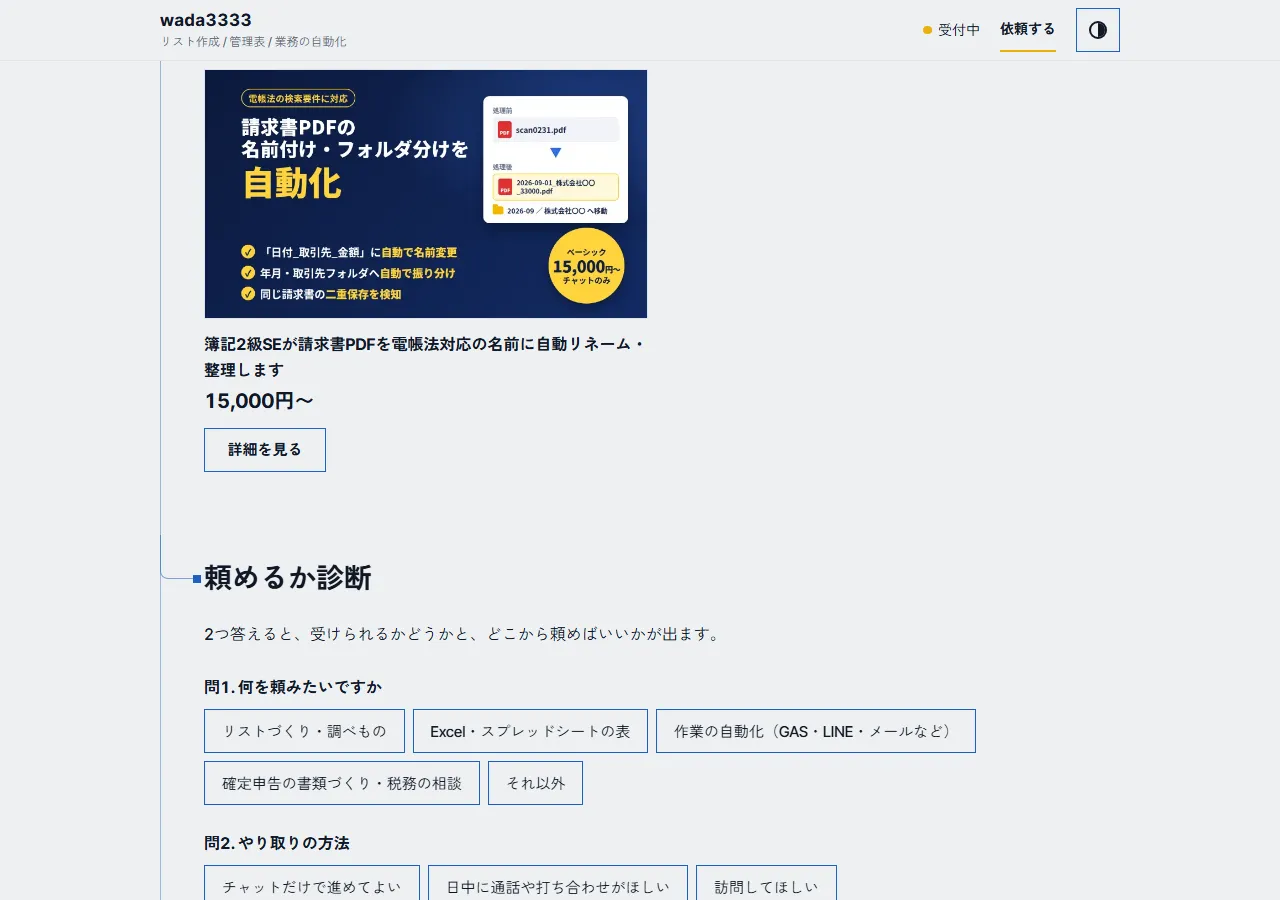 wada3333
リスト作成 / 管理表 / 業務の自動化
受付中
依頼する
電帳法の検索要件に対応
請求書PDFの
名前付け・フォルダ分けを
自動化
「日付_取引先_金額」に自動で名前変更
年月・取引先フォルダへ自動で振り分け
同じ請求書の二重保存を検知
処理前
PDF
scan0231.pdf
処理後
PDF
2026-09-01_株式会社〇〇
_33000.pdf
2026-09 ／ 株式会社〇〇 へ移動
ベーシック
15,000円〜
チャットのみ
簿記2級SEが請求書PDFを電帳法対応の名前に自動リネーム・
整理します
15,000円〜
詳細を見る
頼めるか診断
2つ答えると、受けられるかどうかと、どこから頼めばいいかが出ます。
問1. 何を頼みたいですか
リストづくり・調べもの
Excel・スプレッドシートの表
作業の自動化（GAS・LINE・メールなど）
確定申告の書類づくり・税務の相談
それ以外
問2. やり取りの方法
チャットだけで進めてよい
日中に通話や打ち合わせがほしい
訪問してほしい